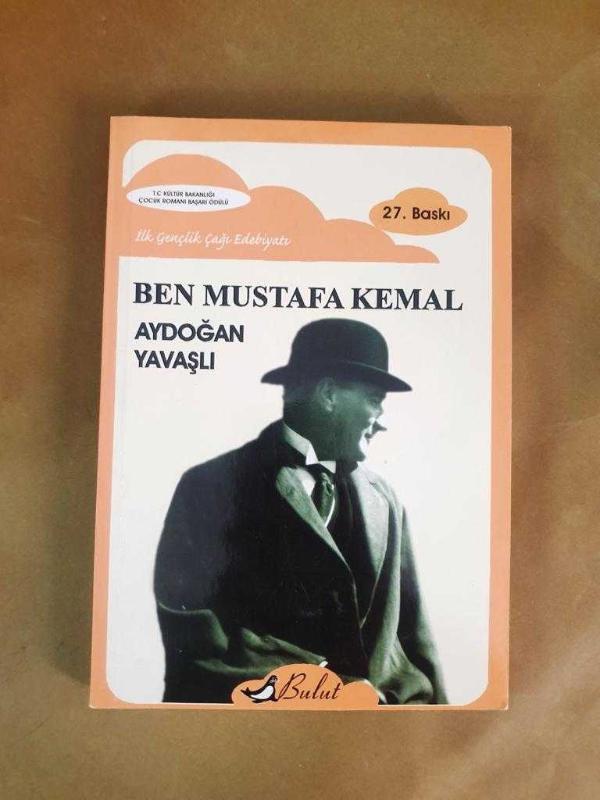 T.C KÜLTÜR BAKANLIĞI
ÇOCUK ROMANI BAŞARI ÖDÜLÜ
27. Baskı
İlk Gençlik Çağı Edebiyatı
BEN MUSTAFA KEMAL
AYDOĞAN
YAVAŞLI
Bulut